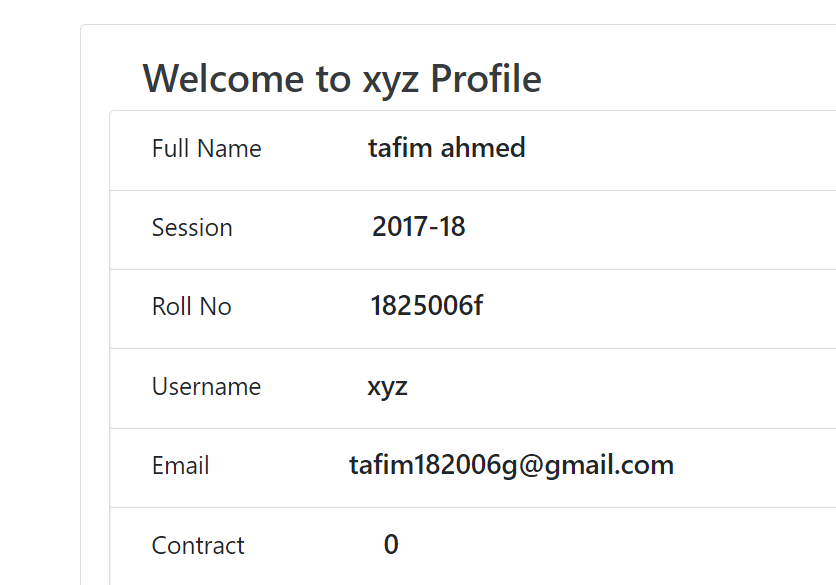 Welcome to xyz Profile
Full Name tafim ahmed
Session 2017-18
Roll No 1825006f
Username xyz
Email tafim182006g@gmail.com
Contract 0